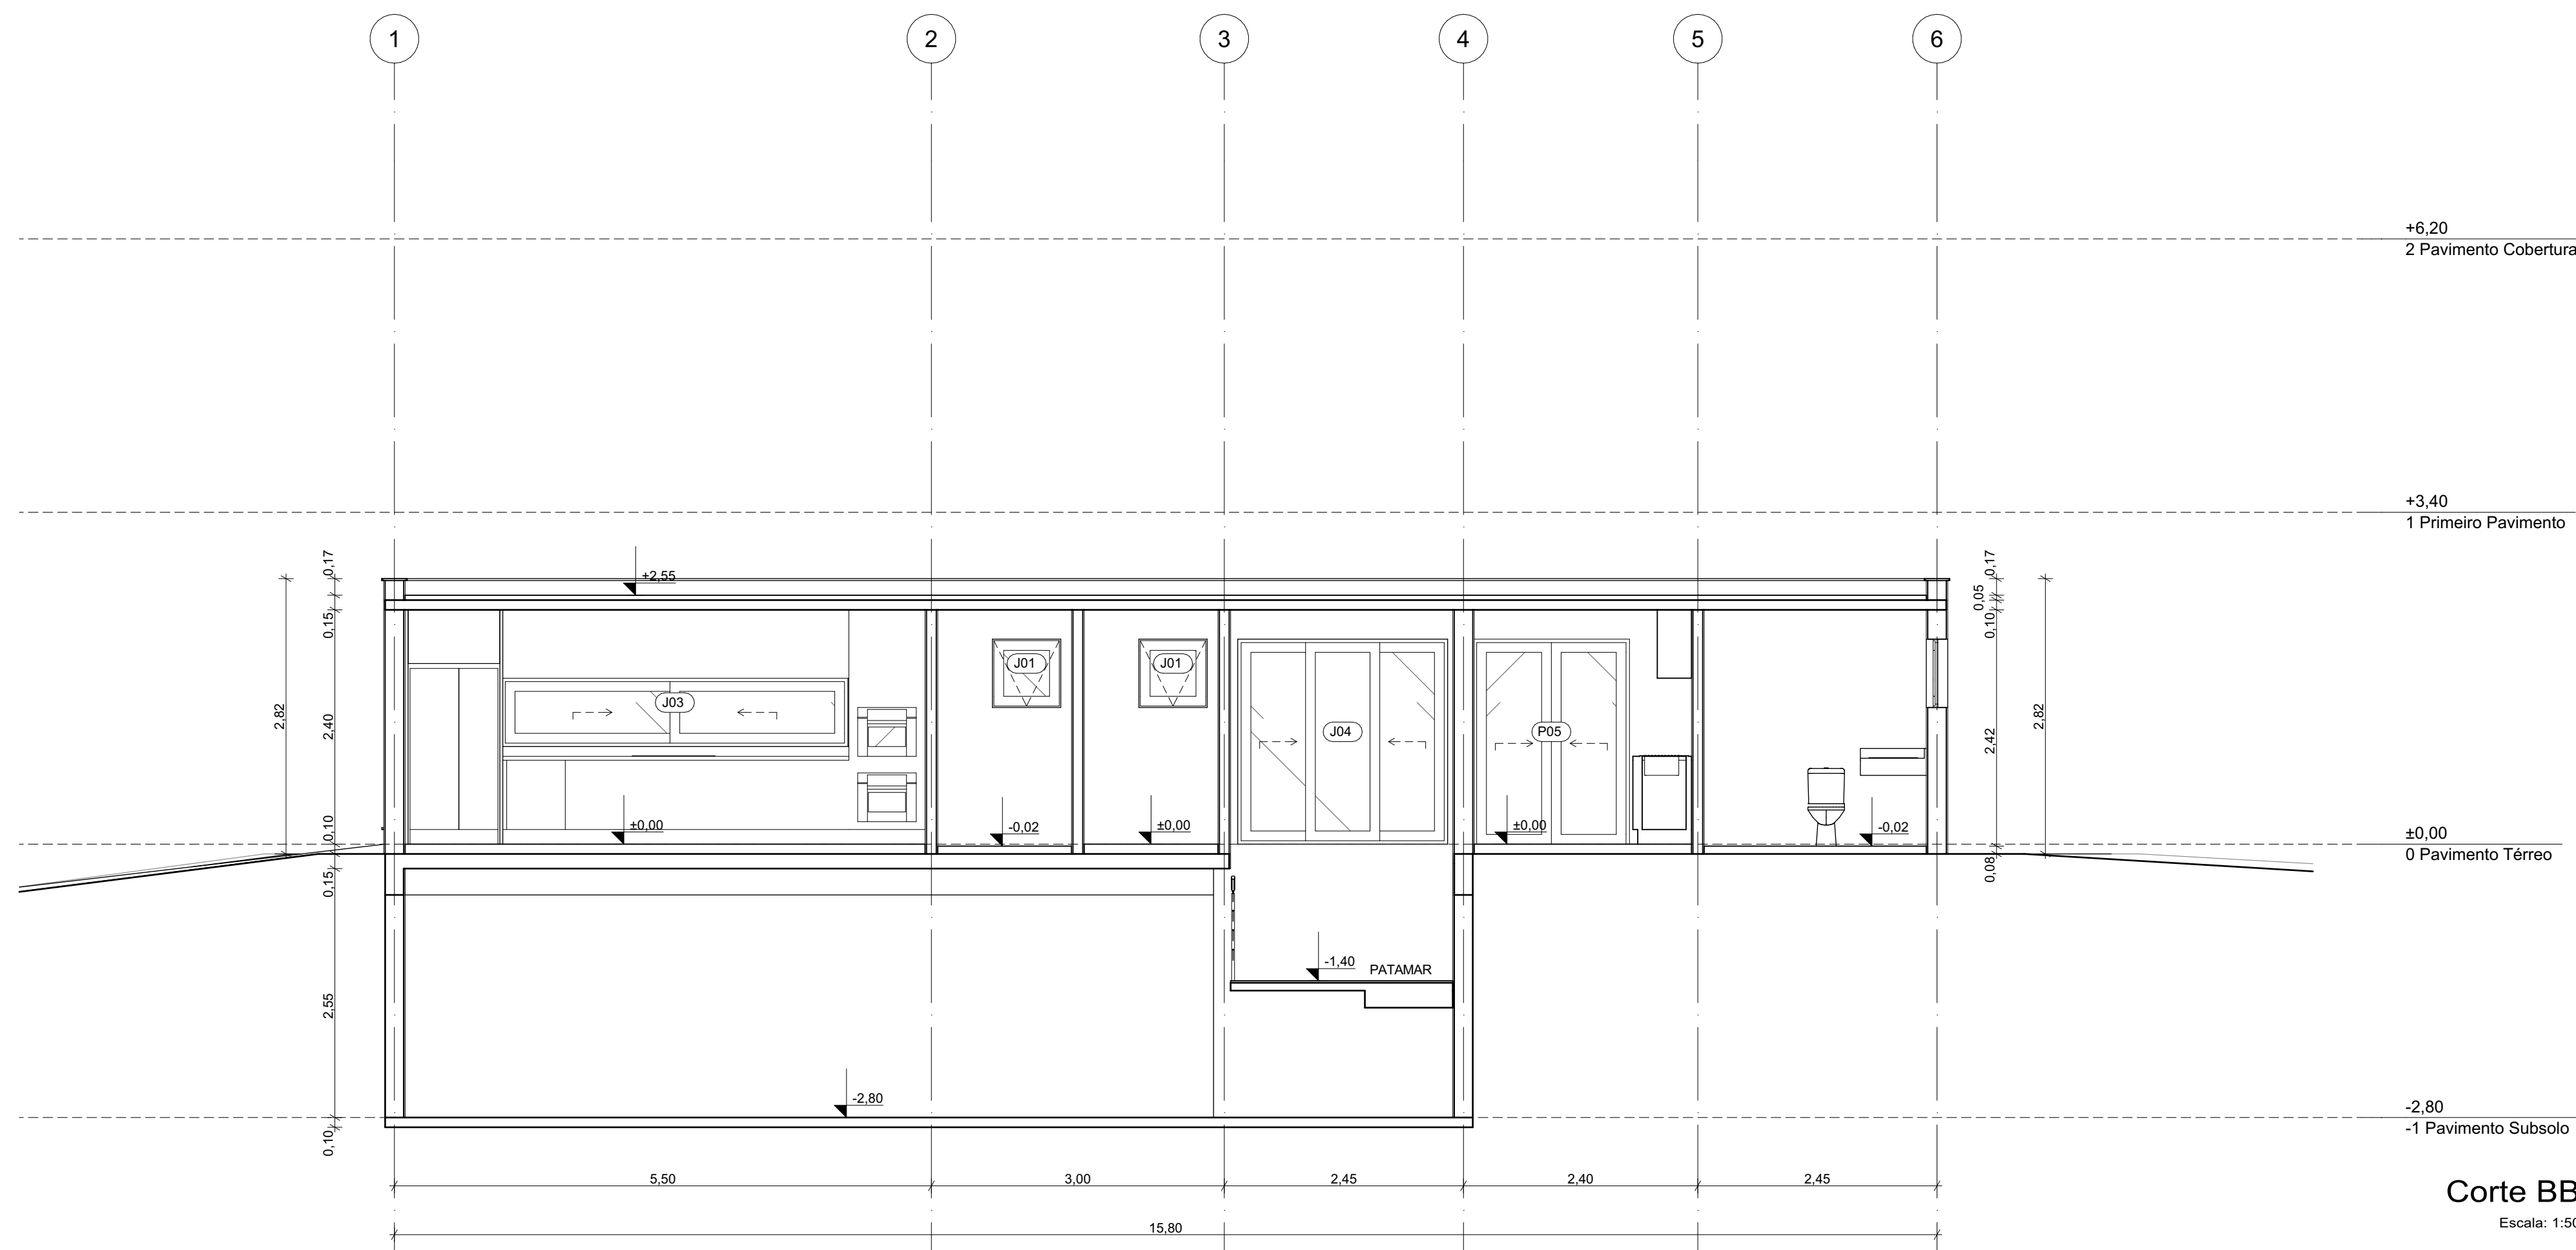 1 2 3 4 5 6
+6,20
2 Pavimento Cobertura
+3,40
1 Primeiro Pavimento
0,17
+2,55
0,17
0,05
0,15
0,10
J03
J01
J01
J04
P05
2,82
2,40
2,42
2,82
0,10
±0,00
-0,02
±0,00
±0,00
-0,02
±0,00
0 Pavimento Térreo
0,15
0,08
-1,40 PATAMAR
2,55
-2,80
-2,80
-1 Pavimento Subsolo
0,10
5,50 3,00 2,45 2,40 2,45
15,80
Corte BB
Escala: 1:50